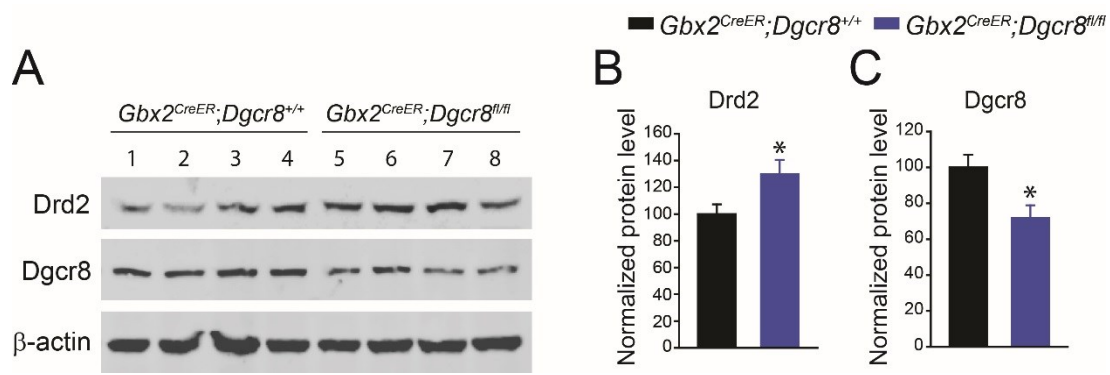 Gbx2CreER;Dgcr8+/+ Gbx2CreER;Dgcr8fl/fl
A
Gbx2CreER;Dgcr8+/+ Gbx2CreER;Dgcr8fl/fl
1 2 3 4 5 6 7 8
Drd2
Dgcr8
β-actin
B
Drd2
Normalized protein level
160
140
120
100
80
60
40
20
0
*
C
Dgcr8
Normalized protein level
120
100
80
60
40
20
0
*